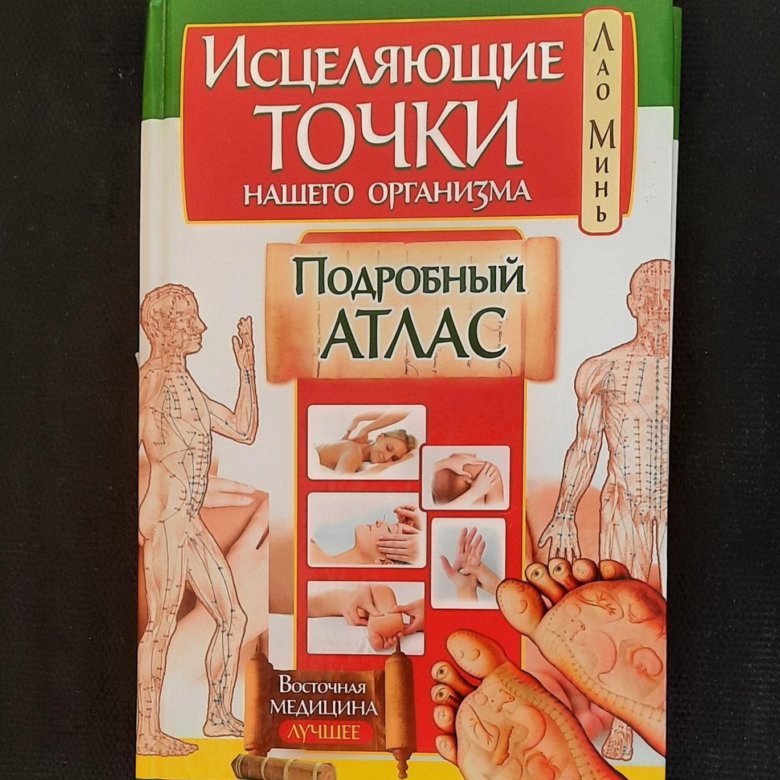 Исцеляющие
точки
нашего организма
Лао Минь
Подробный
атлас
Восточная
медицина
лучшее